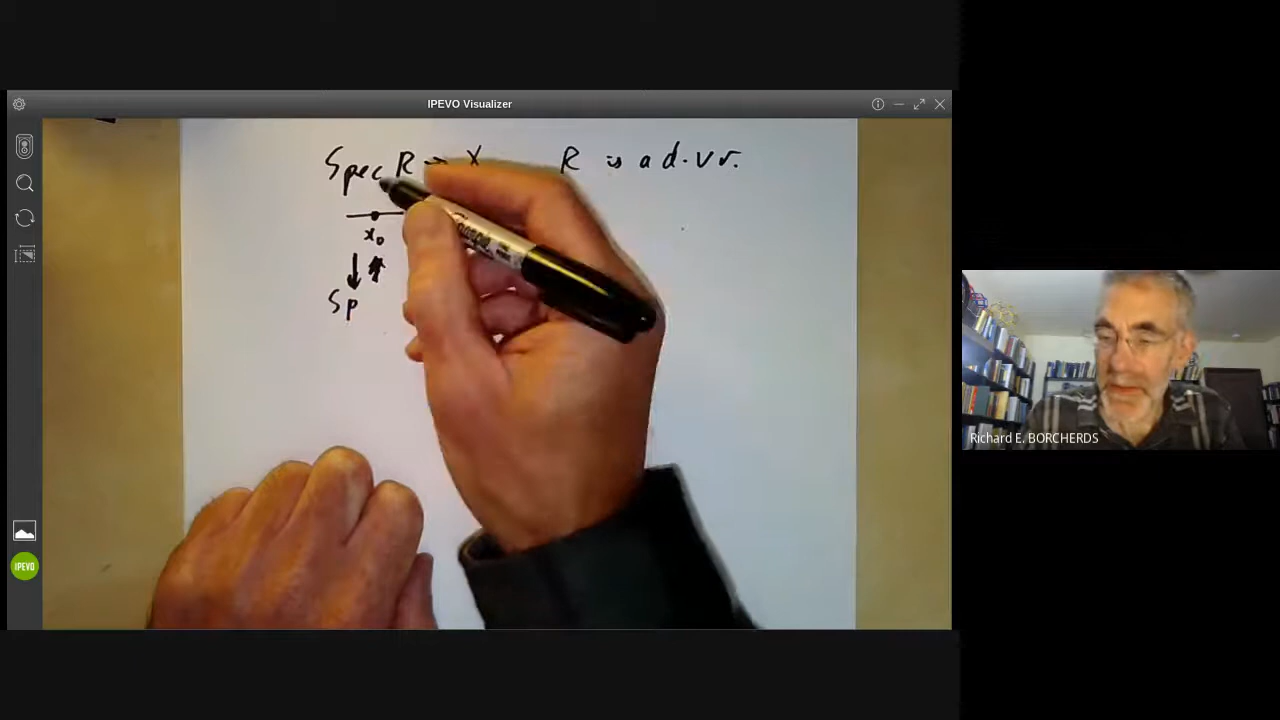 IPEVO Visualizer
Spec R → X R is a d.v r.
x₀
Sp
IPEVO
Richard E. BORCHERDS